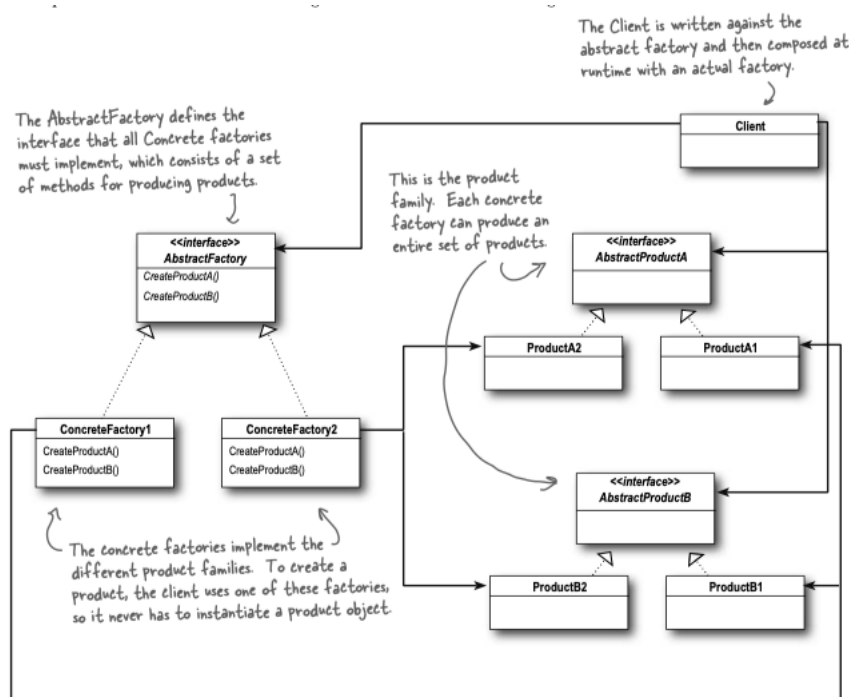 The Client is written against the
abstract factory and then composed at
runtime with an actual factory.
The AbstractFactory defines the
interface that all Concrete factories
must implement, which consists of a set
of methods for producing products.
Client
This is the product
family. Each concrete
factory can produce an
entire set of products.
<<interface>>
AbstractFactory
CreateProductA()
CreateProductB()
<<interface>>
AbstractProductA
ProductA2
ProductA1
ConcreteFactory1
CreateProductA()
CreateProductB()
ConcreteFactory2
CreateProductA()
CreateProductB()
<<interface>>
AbstractProductB
The concrete factories implement the
different product families. To create a
product, the client uses one of these factories,
so it never has to instantiate a product object.
ProductB2
ProductB1